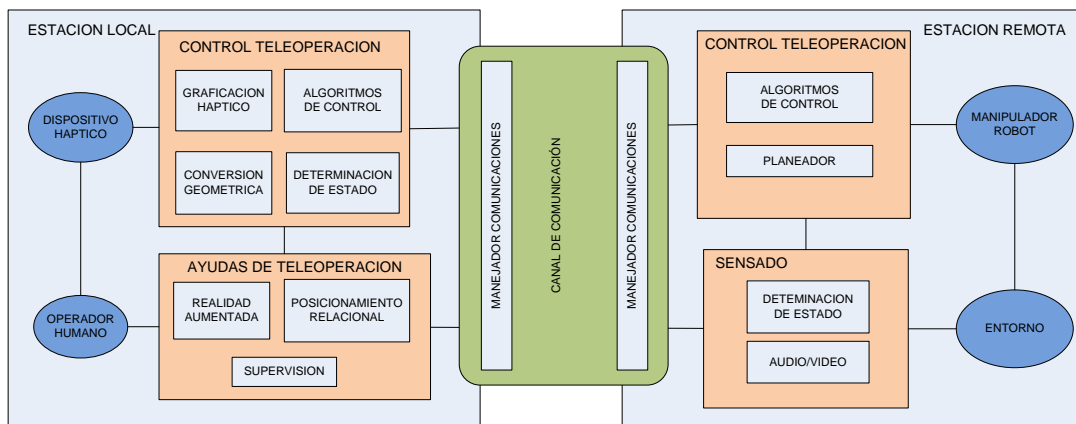 ESTACION LOCAL
CONTROL TELEOPERACION
GRAFICACION
HAPTICO
ALGORITMOS
DE CONTROL
CONVERSION
GEOMETRICA
DETERMINACION
DE ESTADO
DISPOSITIVO
HAPTICO
OPERADOR
HUMANO
AYUDAS DE TELEOPERACION
REALIDAD
AUMENTADA
POSICIONAMIENTO
RELACIONAL
SUPERVISION
MANEJADOR COMUNICACIONES
CANAL DE COMUNICACIÓN
MANEJADOR COMUNICACIONES
ESTACION REMOTA
CONTROL TELEOPERACION
ALGORITMOS
DE CONTROL
PLANEADOR
MANIPULADOR
ROBOT
SENSADO
DETEMINACION
DE ESTADO
AUDIO/VIDEO
ENTORNO